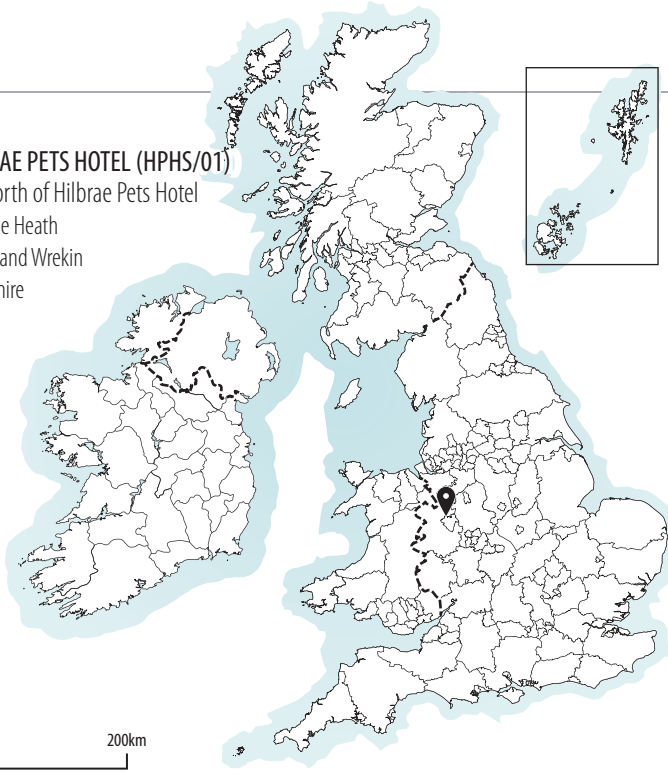 AE PETS HOTEL (HPHS/01)
orth of Hilbrae Pets Hotel
e Heath
and Wrekin
hire
200km